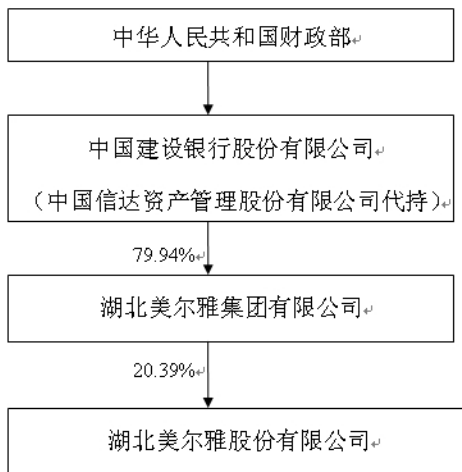 中华人民共和国财政部
中国建设银行股份有限公司
（中国信达资产管理股份有限公司代持）
79.94%
湖北美尔雅集团有限公司
20.39%
湖北美尔雅股份有限公司